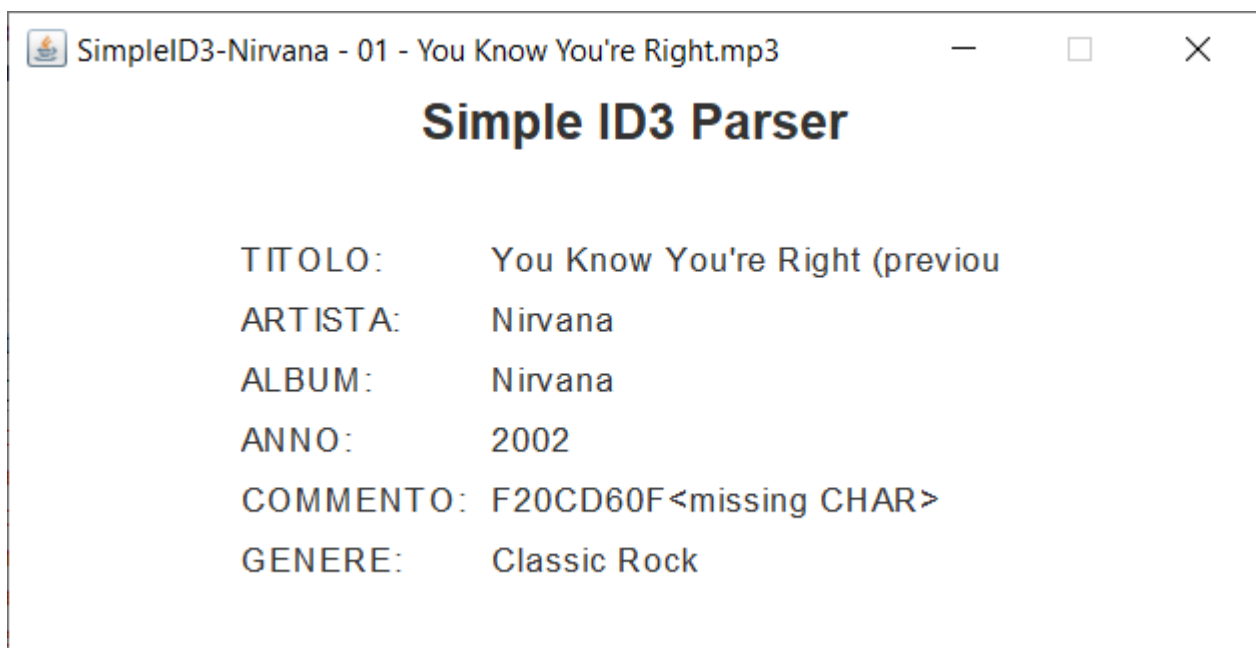 SimpleID3-Nirvana - 01 - You Know You're Right.mp3
Simple ID3 Parser
TITOLO: You Know You're Right (previou
ARTISTA: Nirvana
ALBUM: Nirvana
ANNO: 2002
COMMENTO: F20CD60F<missing CHAR>
GENERE: Classic Rock